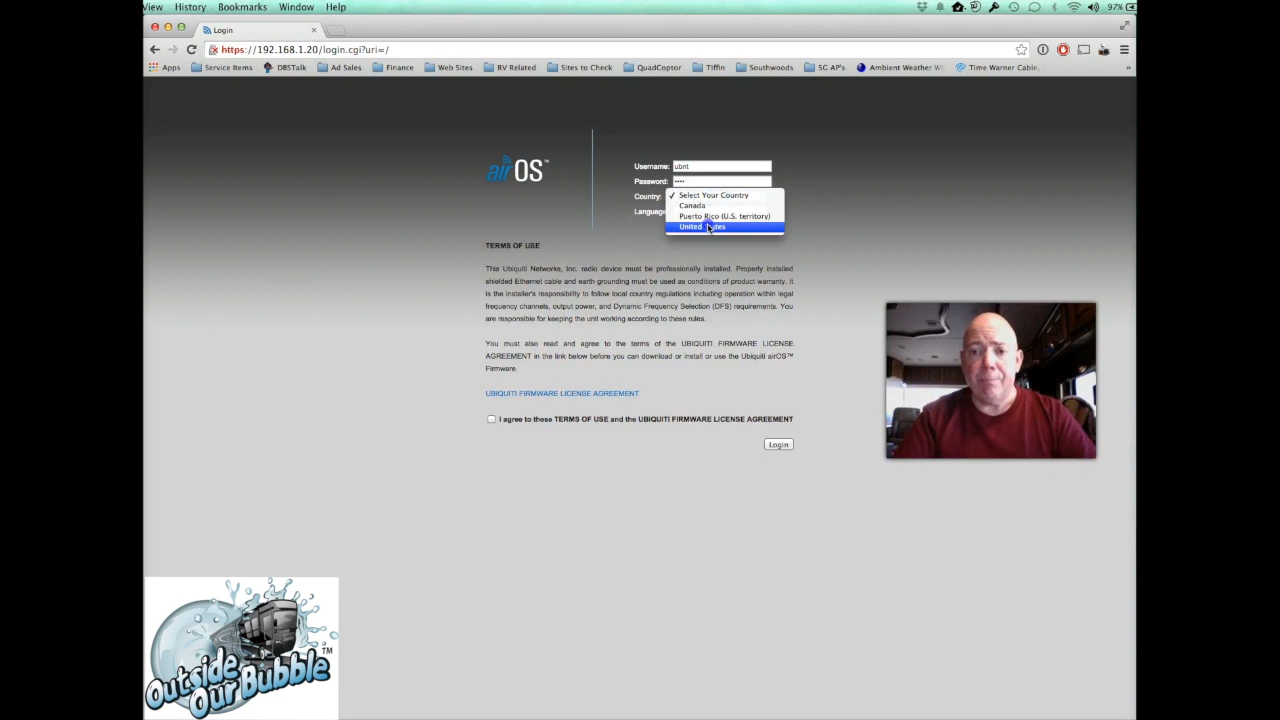 View History Bookmarks Window Help
97%
Login
https://192.168.1.20/login.cgi?uri=/
Apps Service Items DBSTalk Ad Sales Finance Web Sites RV Related Sites to Check QuadCoptor Tiffin Southwoods 5G AP's Ambient Weather W Time Warner Cable, »
airOS™
Username: ubnt
Password: ••••
Country: ✓ Select Your Country
Canada
Language
Puerto Rico (U.S. territory)
United States
TERMS OF USE
This Ubiquiti Networks, Inc. radio device must be professionally installed. Properly installed
shielded Ethernet cable and earth grounding must be used as conditions of product warranty. It
is the installer's responsibility to follow local country regulations including operation within legal
frequency channels, output power, and Dynamic Frequency Selection (DFS) requirements. You
are responsible for keeping the unit working according to these rules.
You must also read and agree to the terms of the UBIQUITI FIRMWARE LICENSE
AGREEMENT in the link below before you can download or install or use the Ubiquiti airOS™
Firmware.
UBIQUITI FIRMWARE LICENSE AGREEMENT
I agree to these TERMS OF USE and the UBIQUITI FIRMWARE LICENSE AGREEMENT
Login
Outside
Our Bubble™